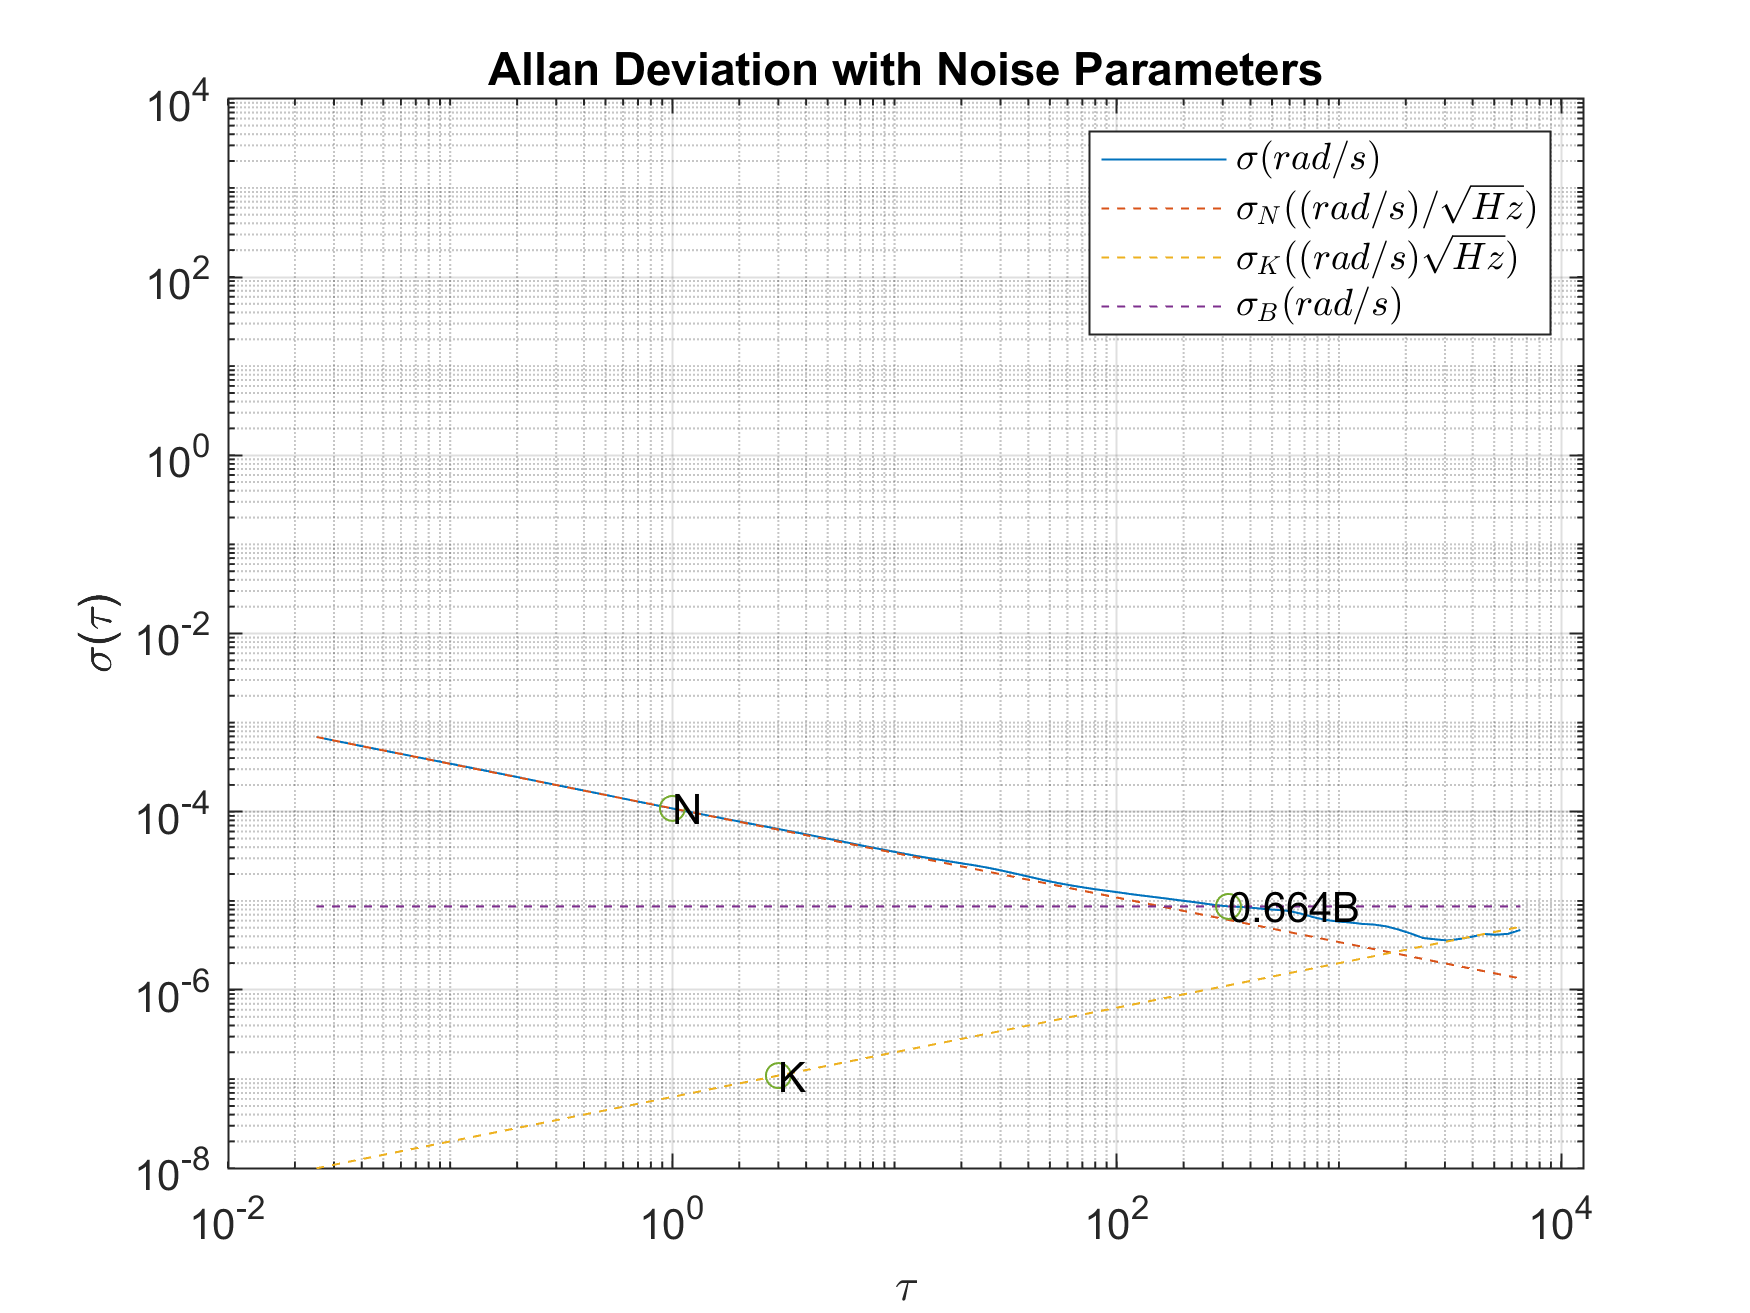 Allan Deviation with Noise Parameters
10^4
10^2
10^0
10^-2
10^-4
10^-6
10^-8
σ(τ)
σ(rad/s)
σ_N((rad/s)/√Hz)
σ_K((rad/s)√Hz)
σ_B(rad/s)
N
0.664B
K
10^-2
10^0
10^2
10^4
τ